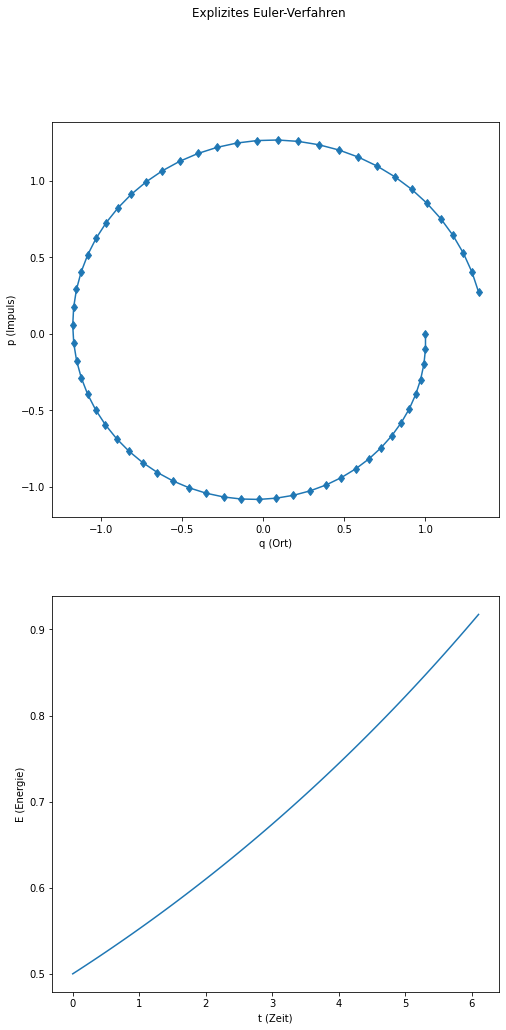 Explizites Euler-Verfahren
1.0
0.5
0.0
−0.5
−1.0
p (Impuls)
−1.0 −0.5 0.0 0.5 1.0
q (Ort)
0.9
0.8
0.7
0.6
0.5
E (Energie)
0 1 2 3 4 5 6
t (Zeit)